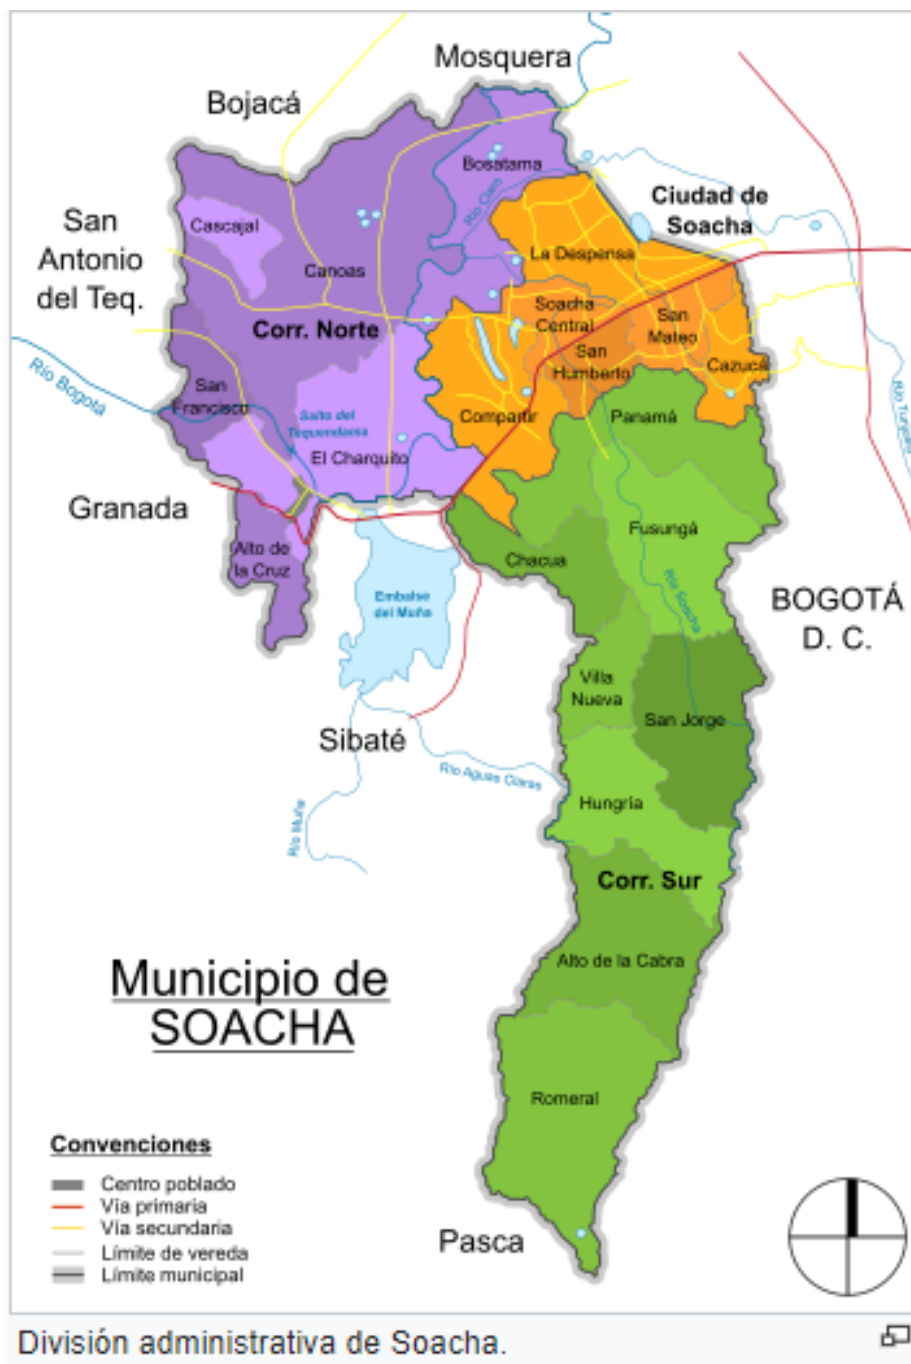 Mosquera
Bojacá
Bosatama
Río Claro
Ciudad de
Soacha
San
Antonio
del Teq.
Cascajal
Canoas
La Despensa
Corr. Norte
Soacha
Central
San
Mateo
San
Humberto
Cazucá
Río Bogotá
San
Francisco
Salto del
Tequendama
El Charquito
Compartir
Panamá
Río Tunjuelo
Granada
Fusungá
Alto de
la Cruz
Chacua
Embalse
del Muña
Río Soacha
BOGOTÁ
D. C.
Villa
Nueva
San Jorge
Sibaté
Río Aguas Claras
Hungría
Río Muña
Corr. Sur
Alto de la Cabra
Municipio de
SOACHA
Romeral
Convenciones
Centro poblado
Vía primaria
Vía secundaria
Límite de vereda
Límite municipal
Pasca
División administrativa de Soacha.